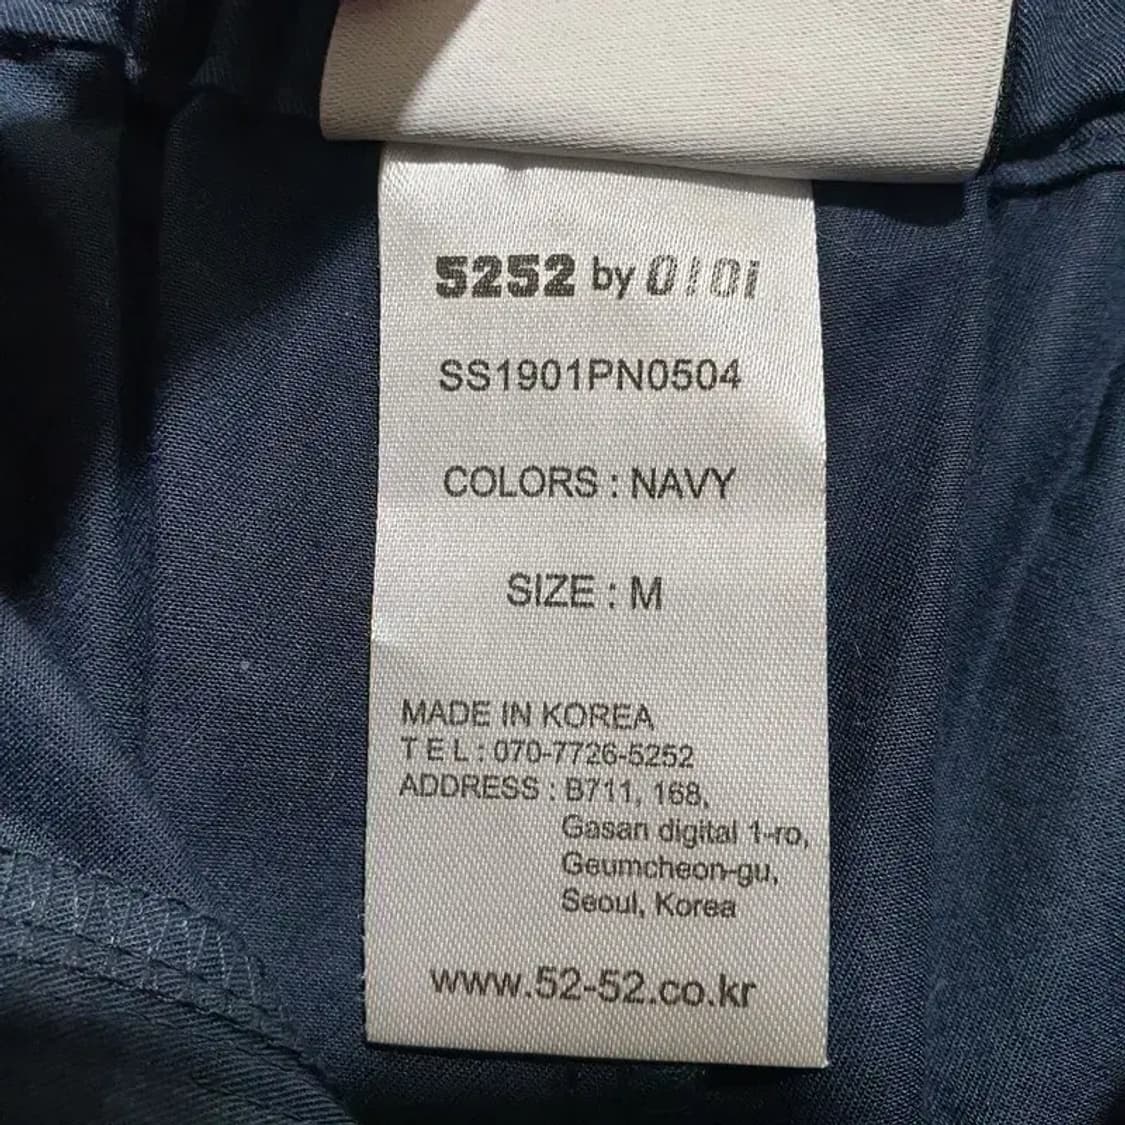 5252 by O!Oi
SS1901PN0504
COLORS : NAVY
SIZE : M
MADE IN KOREA
TEL : 070-7726-5252
ADDRESS : B711, 168,
Gasan digital 1-ro,
Geumcheon-gu,
Seoul, Korea
www.52-52.co.kr